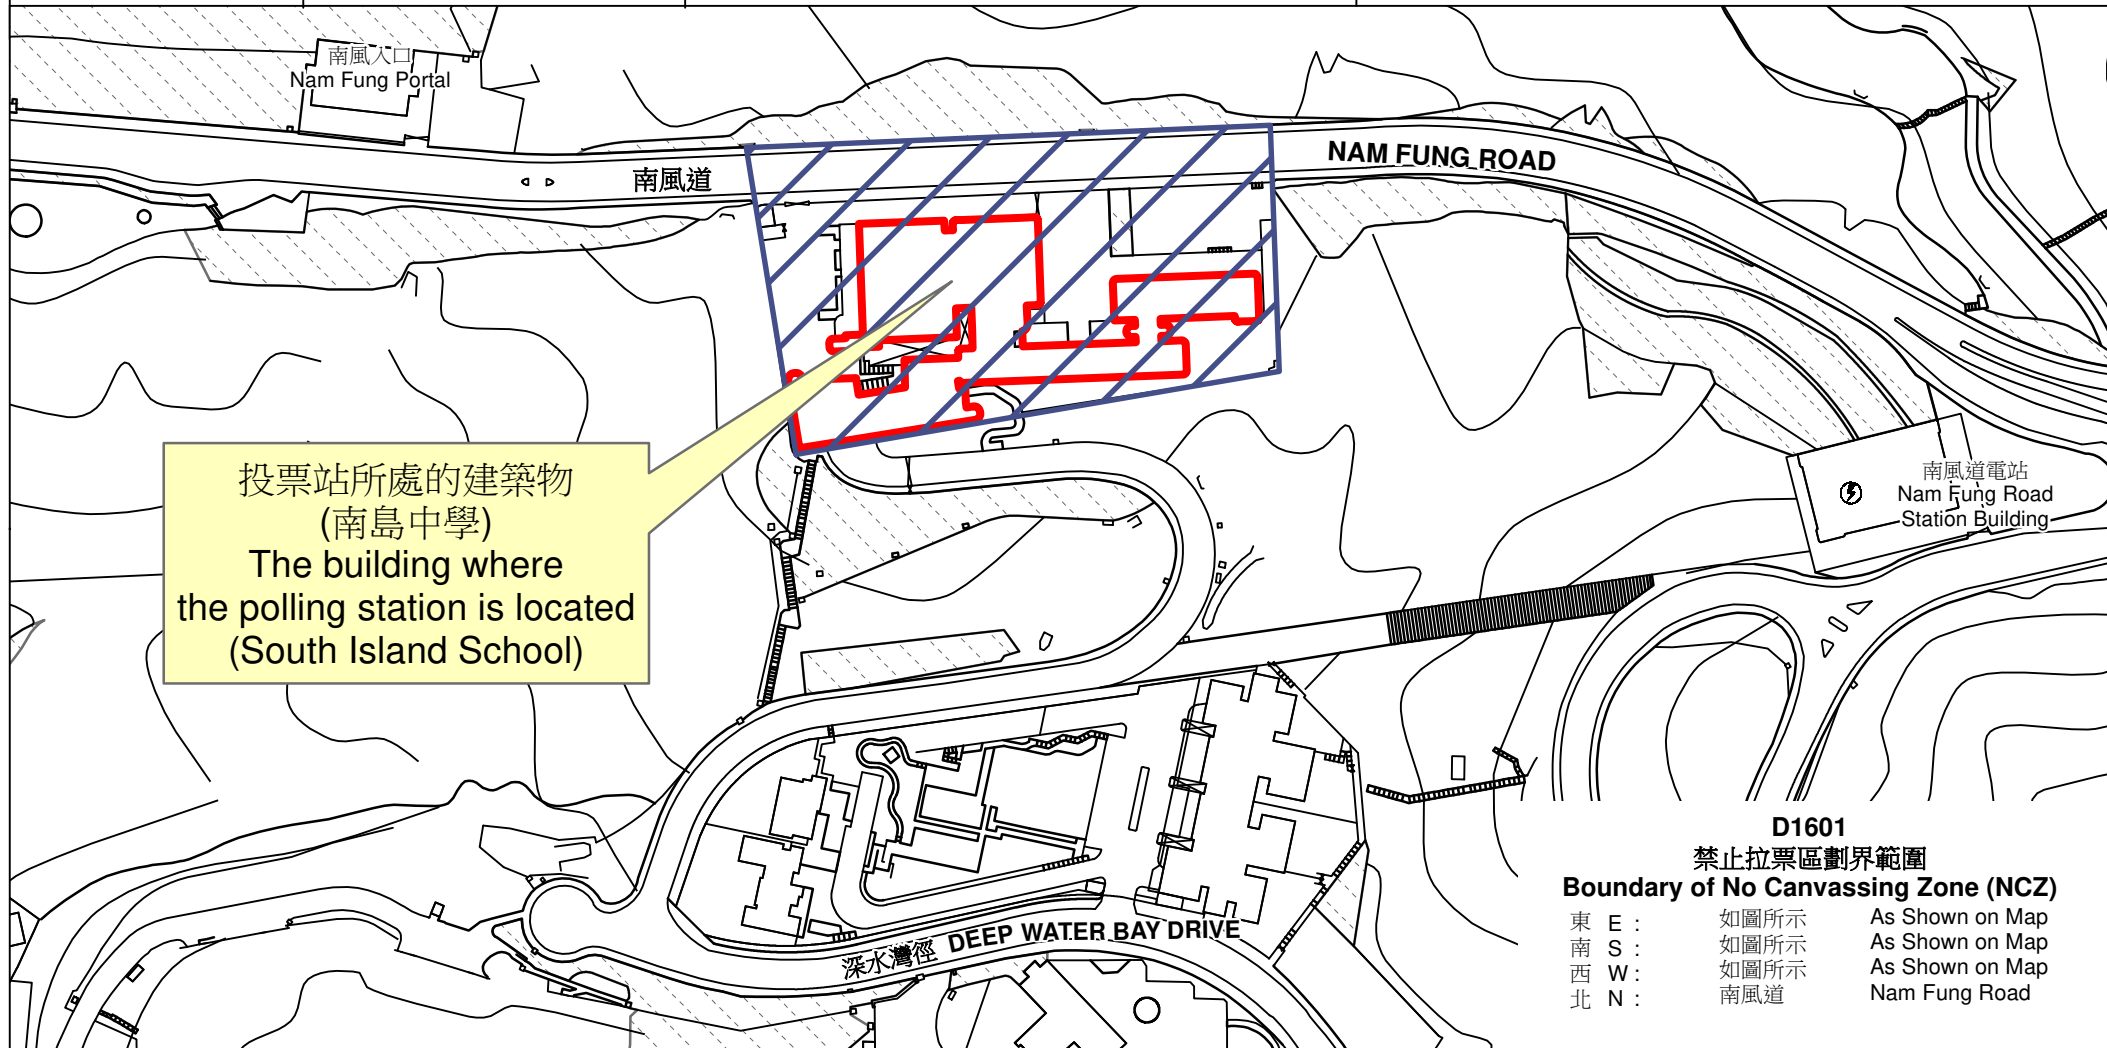 南風入口
Nam Fung Portal
南風道
NAM FUNG ROAD
投票站所處的建築物
(南島中學)
The building where
the polling station is located
(South Island School)
南風道電站
Nam Fung Road
Station Building
深水灣徑 DEEP WATER BAY DRIVE
D1601
禁止拉票區劃界範圍
Boundary of No Canvassing Zone (NCZ)
東 E : 如圖所示 As Shown on Map
南 S : 如圖所示 As Shown on Map
西 W : 如圖所示 As Shown on Map
北 N : 南風道 Nam Fung Road